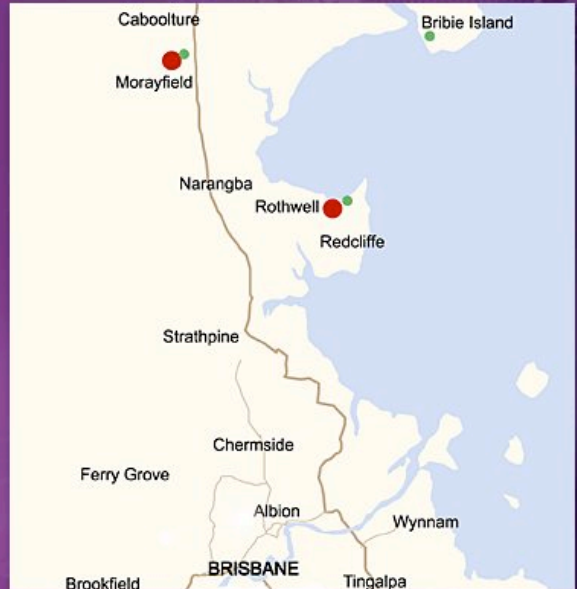 Caboolture
Bribie Island
Morayfield
Narangba
Rothwell
Redcliffe
Strathpine
Chermside
Ferry Grove
Albion
Wynnam
BRISBANE
Brookfield
Tingalpa